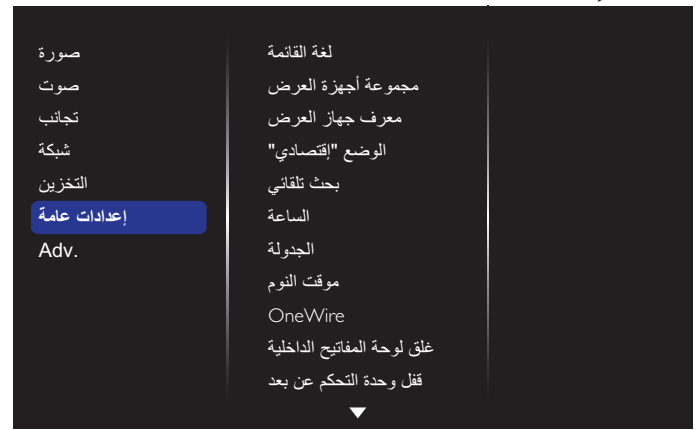 صورة
صوت
تجانب
شبكة
التخزين
إعدادات عامة
Adv.
لغة القائمة
مجموعة أجهزة العرض
معرف جهاز العرض
الوضع "إقتصادي"
بحث تلقائي
الساعة
الجدولة
موقت النوم
OneWire
غلق لوحة المفاتيح الداخلية
قفل وحدة التحكم عن بعد